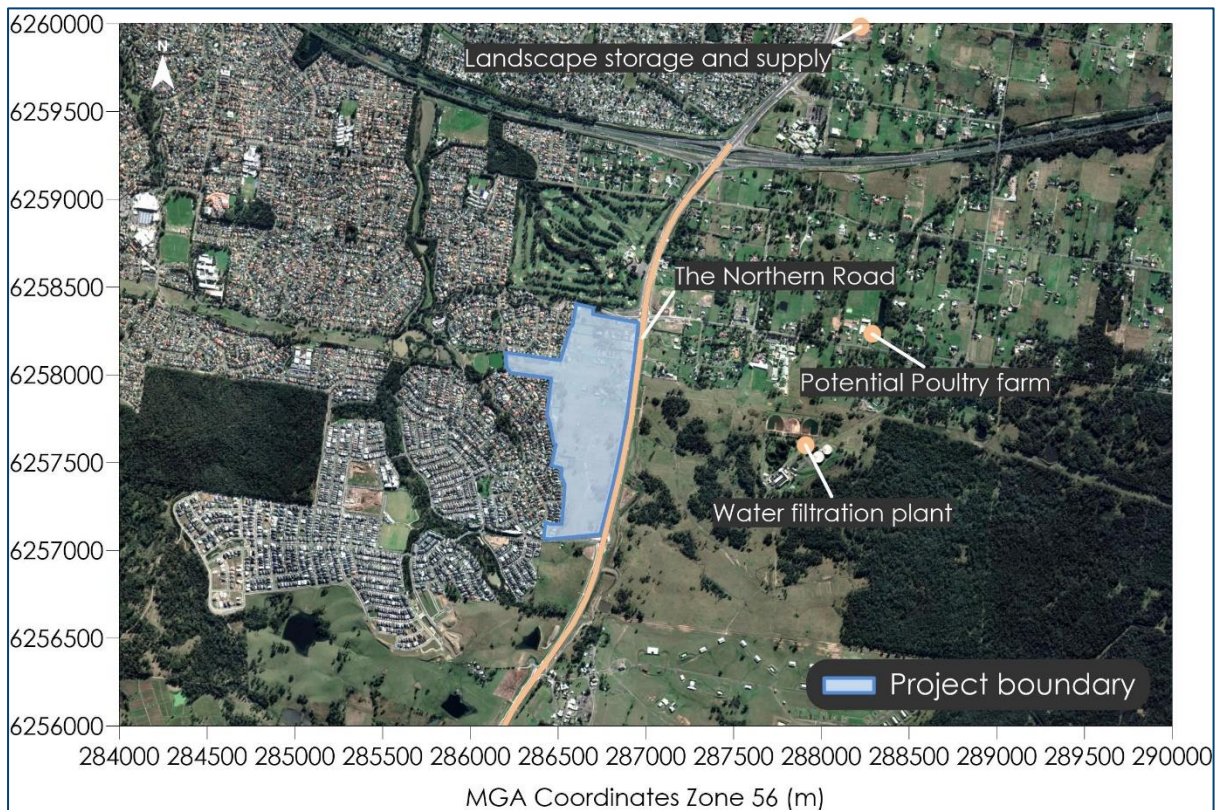 6260000
N
Landscape storage and supply
6259500
6259000
The Northern Road
6258500
Potential Poultry farm
6258000
6257500
Water filtration plant
6257000
6256500
Project boundary
6256000
284000 284500 285000 285500 286000 286500 287000 287500 288000 288500 289000 289500 290000
MGA Coordinates Zone 56 (m)